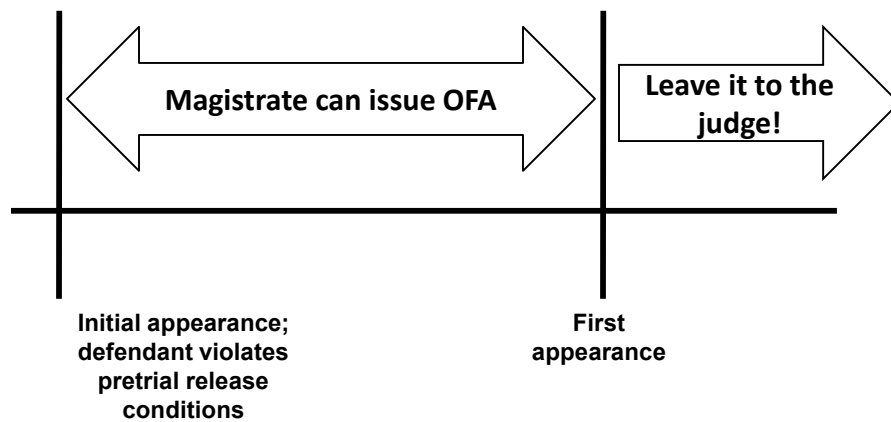 Magistrate can issue OFA
Leave it to the
judge!
Initial appearance;
defendant violates
pretrial release
conditions
First
appearance